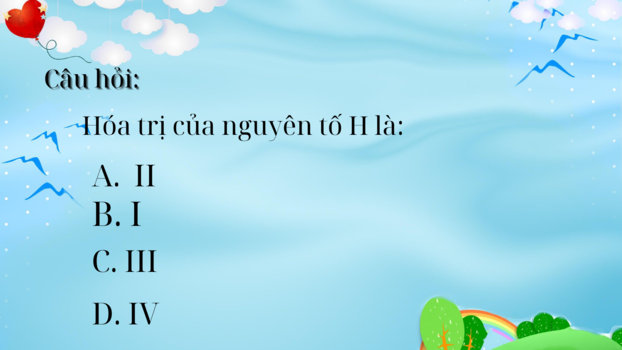 Câu hỏi:
Hóa trị của nguyên tố H là:
A. II
B. I
C. III
D. IV